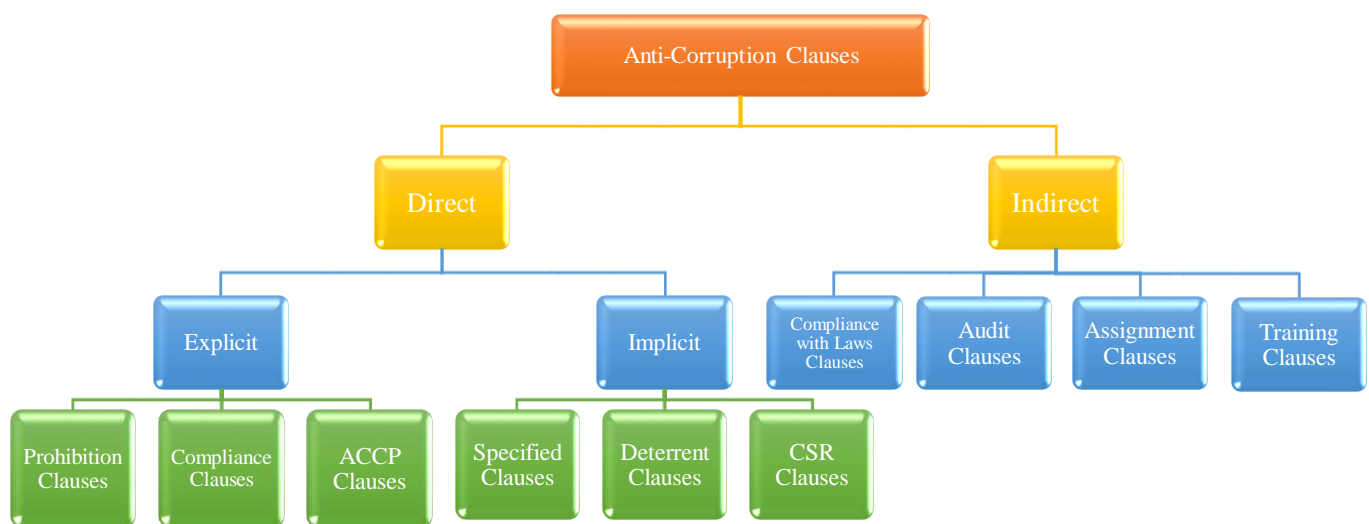 Anti-Corruption Clauses
Direct
Indirect
Explicit
Implicit
Compliance
with Laws
Clauses
Audit
Clauses
Assignment
Clauses
Training
Clauses
Prohibition
Clauses
Compliance
Clauses
ACCP
Clauses
Specified
Clauses
Deterrent
Clauses
CSR
Clauses